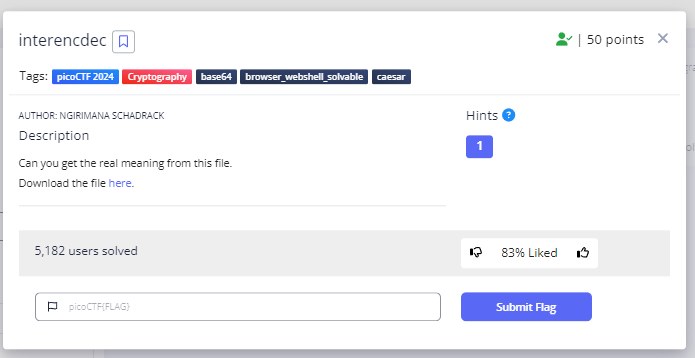 interencdec
| 50 points
Tags: picoCTF 2024 Cryptography base64 browser_webshell_solvable caesar
AUTHOR: NGIRIMANA SCHADRACK
Description
Can you get the real meaning from this file.
Download the file here.
Hints ?
1
5,182 users solved
83% Liked
picoCTF{FLAG}
Submit Flag